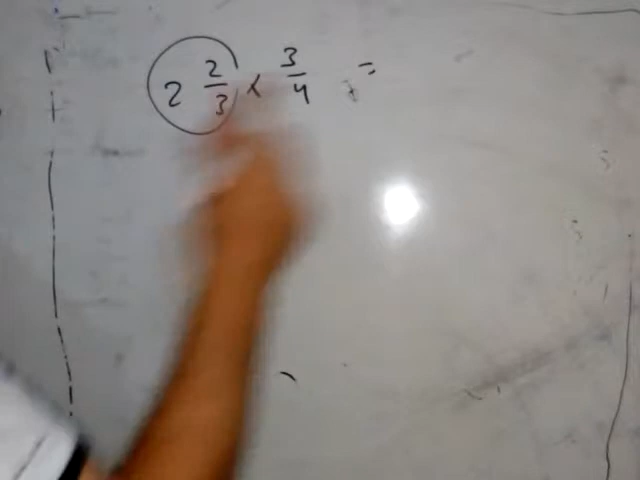 2 2/3 × 3/4 =